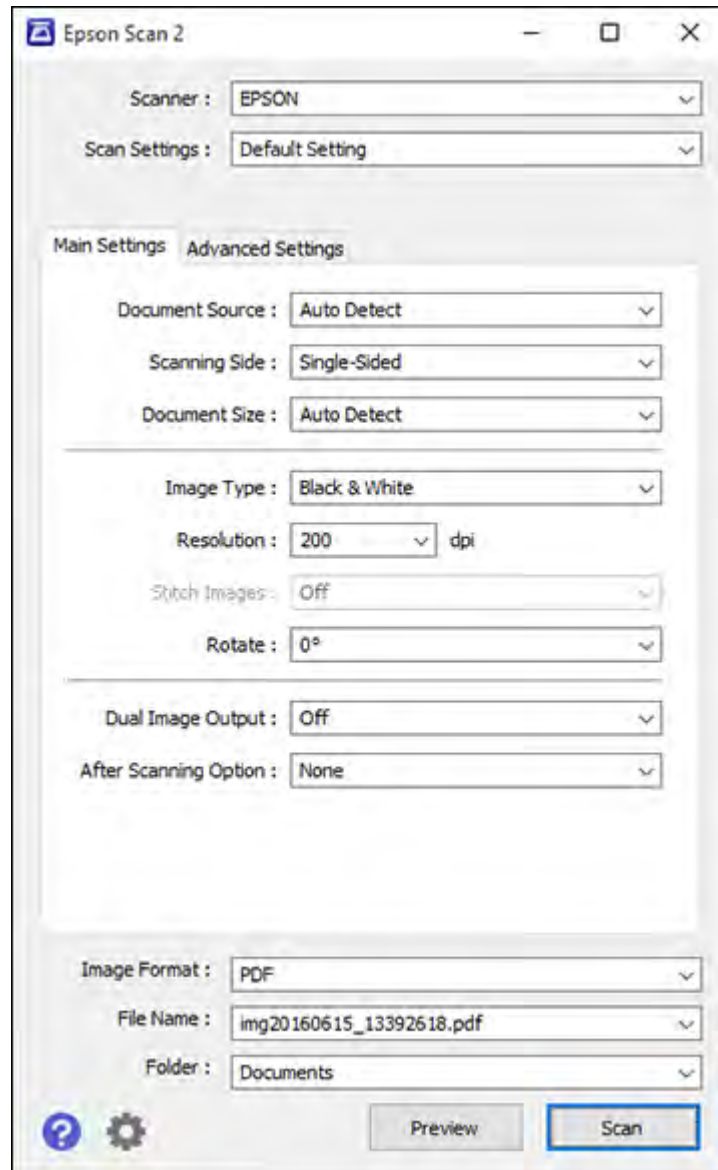 Epson Scan 2
Scanner : EPSON
Scan Settings : Default Setting
Main Settings Advanced Settings
Document Source : Auto Detect
Scanning Side : Single-Sided
Document Size : Auto Detect
Image Type : Black & White
Resolution : 200 dpi
Stitch Images : Off
Rotate : 0°
Dual Image Output : Off
After Scanning Option : None
Image Format : PDF
File Name : img20160615_13392618.pdf
Folder : Documents
? Preview Scan